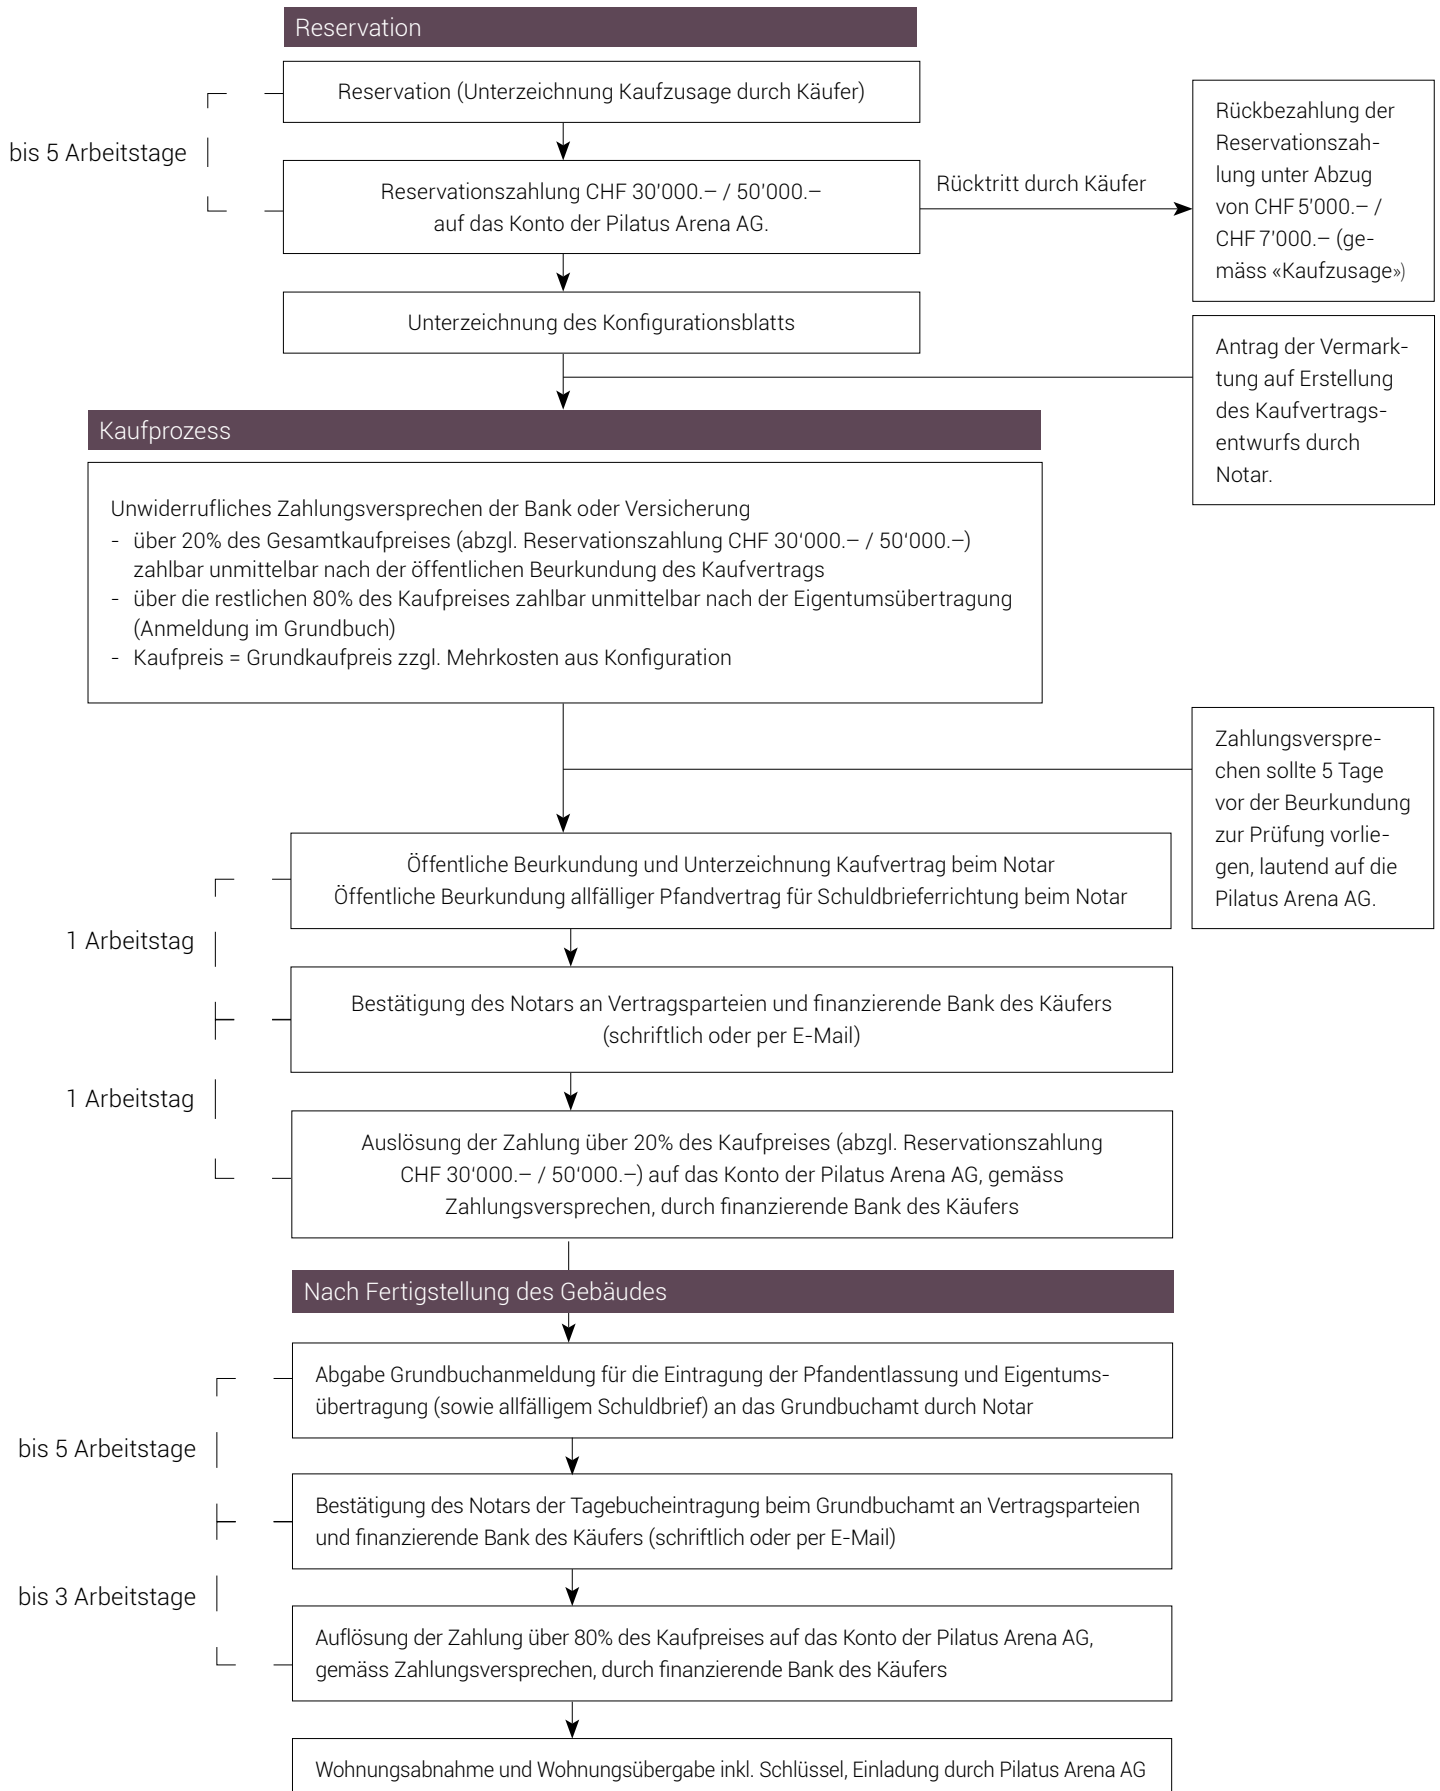 Reservation
Reservation (Unterzeichnung Kaufzusage durch Käufer)
bis 5 Arbeitstage
Reservationszahlung CHF 30’000.– / 50’000.–
auf das Konto der Pilatus Arena AG.
Rücktritt durch Käufer
Rückbezahlung der
Reservationszah-
lung unter Abzug
von CHF 5’000.– /
CHF 7’000.– (ge-
mäss «Kaufzusage»)
Unterzeichnung des Konfigurationsblatts
Antrag der Vermark-
tung auf Erstellung
des Kaufvertrags-
entwurfs durch
Notar.
Kaufprozess
Unwiderrufliches Zahlungsversprechen der Bank oder Versicherung
- über 20% des Gesamtkaufpreises (abzgl. Reservationszahlung CHF 30‘000.– / 50‘000.–)
zahlbar unmittelbar nach der öffentlichen Beurkundung des Kaufvertrags
- über die restlichen 80% des Kaufpreises zahlbar unmittelbar nach der Eigentumsübertragung
(Anmeldung im Grundbuch)
- Kaufpreis = Grundkaufpreis zzgl. Mehrkosten aus Konfiguration
Zahlungsverspre-
chen sollte 5 Tage
vor der Beurkundung
zur Prüfung vorlie-
gen, lautend auf die
Pilatus Arena AG.
Öffentliche Beurkundung und Unterzeichnung Kaufvertrag beim Notar
Öffentliche Beurkundung allfälliger Pfandvertrag für Schuldbrieferrichtung beim Notar
1 Arbeitstag
Bestätigung des Notars an Vertragsparteien und finanzierende Bank des Käufers
(schriftlich oder per E-Mail)
1 Arbeitstag
Auslösung der Zahlung über 20% des Kaufpreises (abzgl. Reservationszahlung
CHF 30‘000.– / 50‘000.–) auf das Konto der Pilatus Arena AG, gemäss
Zahlungsversprechen, durch finanzierende Bank des Käufers
Nach Fertigstellung des Gebäudes
Abgabe Grundbuchanmeldung für die Eintragung der Pfandentlassung und Eigentums-
übertragung (sowie allfälligem Schuldbrief) an das Grundbuchamt durch Notar
bis 5 Arbeitstage
Bestätigung des Notars der Tagebucheintragung beim Grundbuchamt an Vertragsparteien
und finanzierende Bank des Käufers (schriftlich oder per E-Mail)
bis 3 Arbeitstage
Auflösung der Zahlung über 80% des Kaufpreises auf das Konto der Pilatus Arena AG,
gemäss Zahlungsversprechen, durch finanzierende Bank des Käufers
Wohnungsabnahme und Wohnungsübergabe inkl. Schlüssel, Einladung durch Pilatus Arena AG